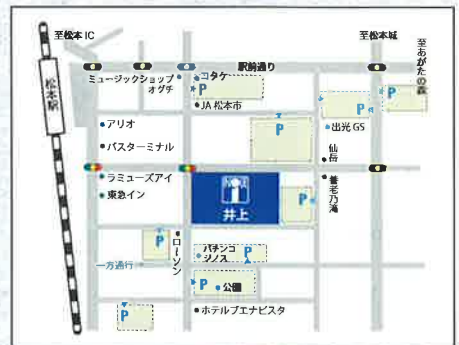 至松本IC
至松本城
至あがたの森
駅前通り
松本駅
ミュージックショップ
オグチ
コタケ
P
P
P
JA松本市
アリオ
P
出光GS
バスターミナル
仙岳
ラミューズアイ
東急イン
井上
P
養老乃滝
ローソン
P
パチンコ
ジノス
P
一方通行
P
公園
P
ホテルブエナビスタ